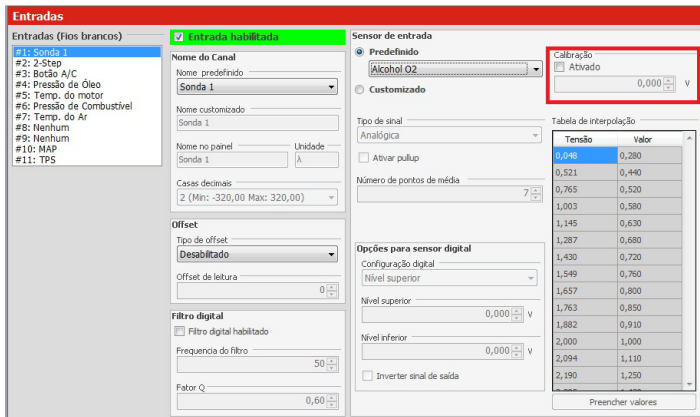 Entradas
Entradas (Fios brancos)
#1: Sonda 1
#2: 2-Step
#3: Botão A/C
#4: Pressão de Óleo
#5: Temp. do motor
#6: Pressão de Combustível
#7: Temp. do Ar
#8: Nenhum
#9: Nenhum
#10: MAP
#11: TPS
Entrada habilitada
Nome do Canal
Nome predefinido
Sonda 1
Nome customizado
Sonda 1
Nome no painel Unidade
Sonda 1 λ
Casas decimais
2 (Min: -320,00 Max: 320,00)
Offset
Tipo de offset
Desabilitado
Offset de leitura
0
Filtro digital
Filtro digital habilitado
Frequencia do filtro
50
Fator Q
0,60
Sensor de entrada
Predefinido
Alcohol O2
Customizado
Tipo de sinal
Analógica
Ativar pullup
Número de pontos de média
7
Opções para sensor digital
Configuração digital
Nível superior
Nível superior
0,000 V
Nível inferior
0,000 V
Inverter sinal de saída
Calibração
Ativado
0,000 V
Tabela de interpolação
Tensão Valor
0,048 0,280
0,521 0,440
0,765 0,520
1,003 0,580
1,145 0,630
1,287 0,680
1,430 0,720
1,549 0,760
1,657 0,800
1,763 0,850
1,882 0,910
2,000 1,000
2,094 1,110
2,190 1,250
Preencher valores